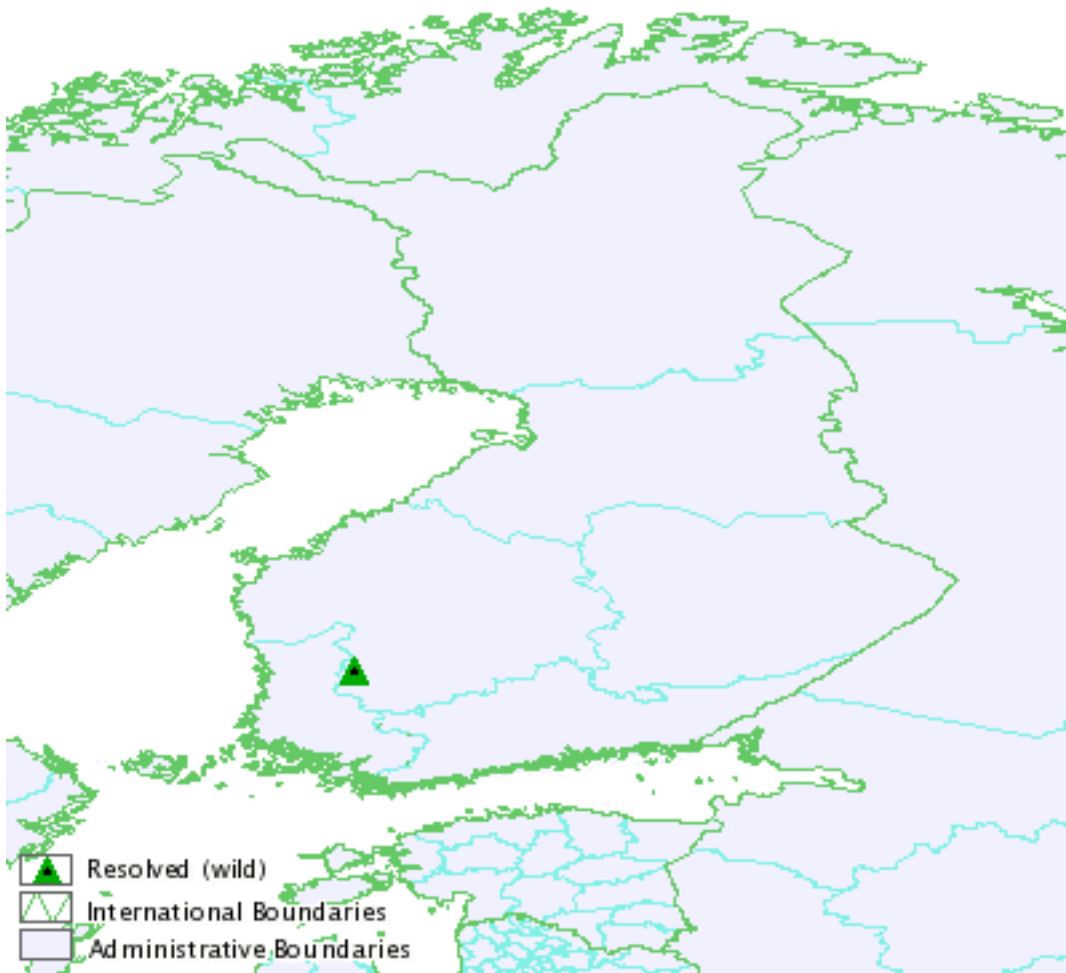 Resolved (wild)
International Boundaries
Administrative Boundaries